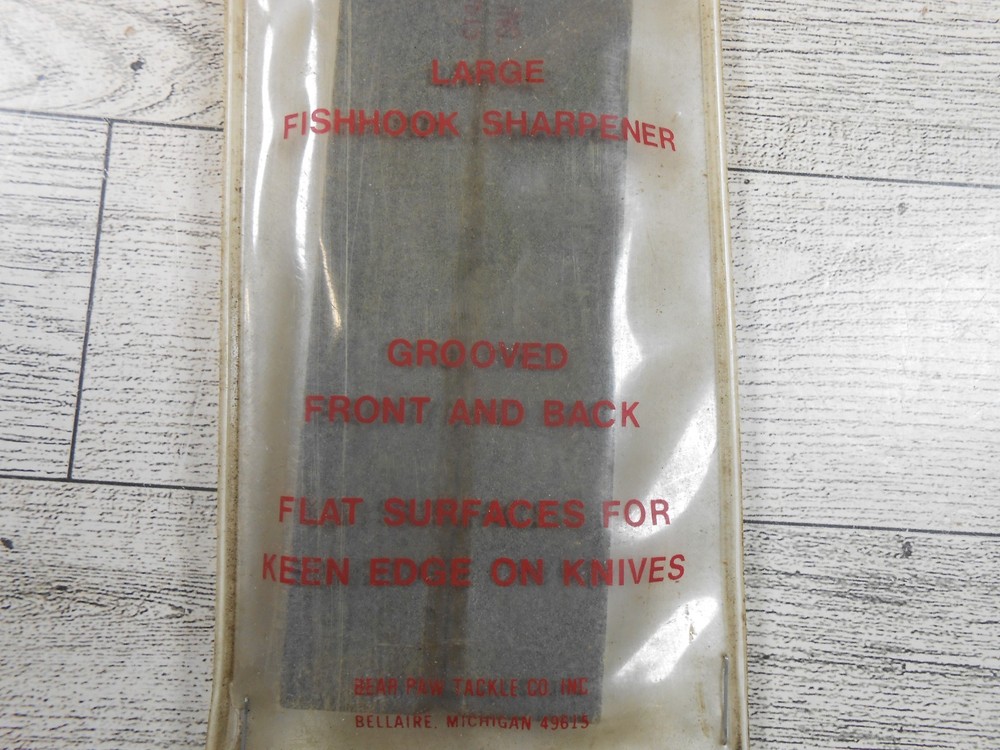 LARGE
FISHHOOK SHARPENER
GROOVED
FRONT AND BACK
FLAT SURFACES FOR
KEEN EDGE ON KNIVES
BEAR PAW TACKLE CO. INC.
BELLAIRE, MICHIGAN 49615